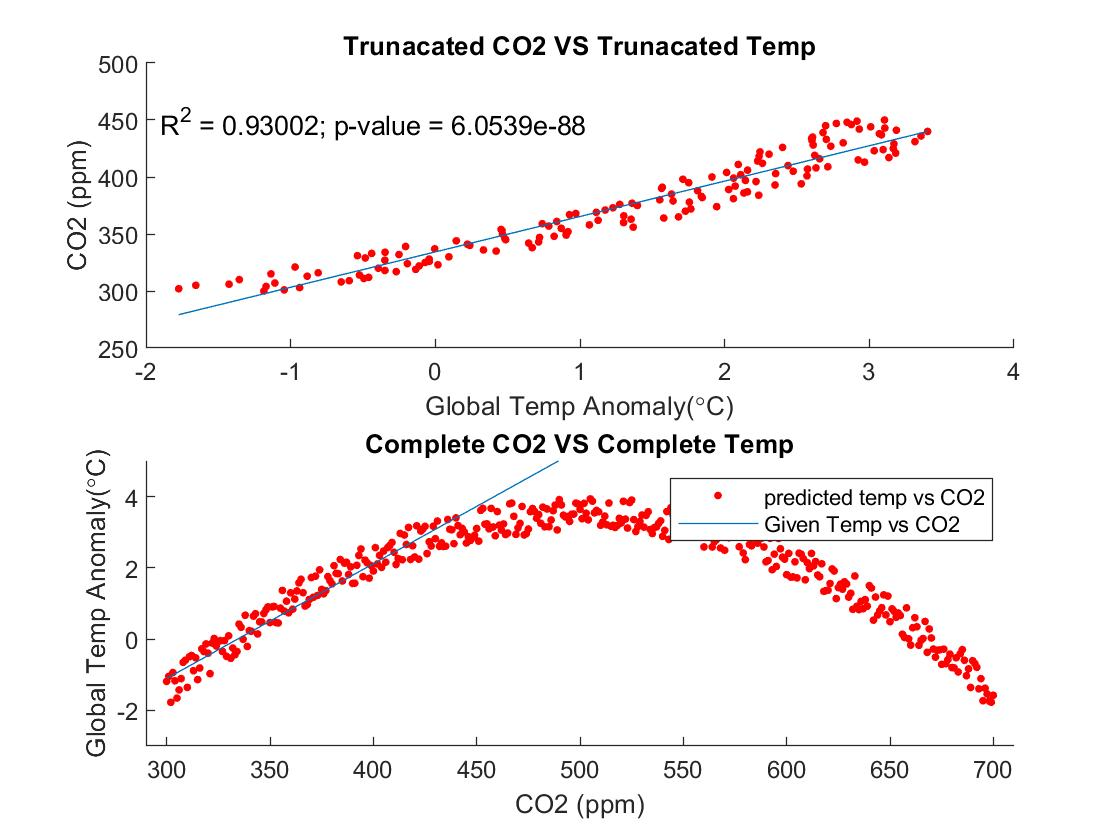 Trunacated CO2 VS Trunacated Temp
500
450
400
350
300
250
R2 = 0.93002; p-value = 6.0539e-88
CO2 (ppm)
-2 -1 0 1 2 3 4
Global Temp Anomaly(°C)
Complete CO2 VS Complete Temp
4
2
0
-2
Global Temp Anomaly(°C)
predicted temp vs CO2
Given Temp vs CO2
300 350 400 450 500 550 600 650 700
CO2 (ppm)